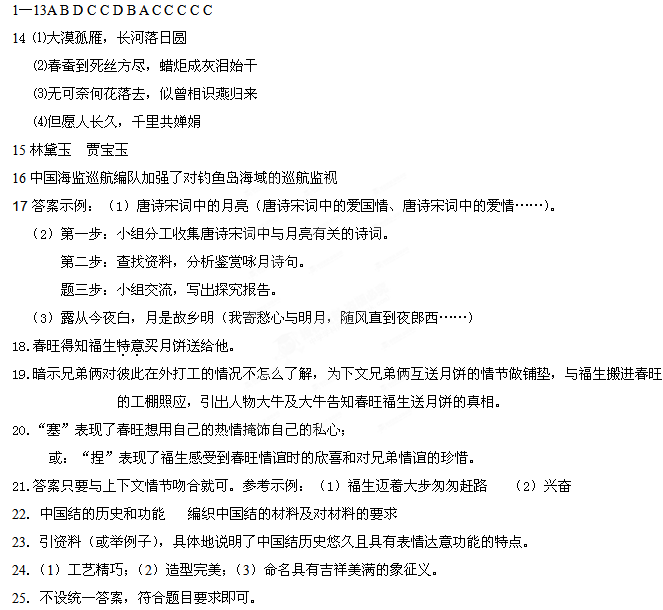 1—13A B D C C D B A C C C C C
14 ⑴大漠孤雁，长河落日圆
⑵春蚕到死丝方尽，蜡炬成灰泪始干
⑶无可奈何花落去，似曾相识燕归来
⑷但愿人长久，千里共婵娟
15 林黛玉 贾宝玉
16 中国海监巡航编队加强了对钓鱼岛海域的巡航监视
17 答案示例：（1）唐诗宋词中的月亮（唐诗宋词中的爱国情、唐诗宋词中的爱情……）。
（2）第一步：小组分工收集唐诗宋词中与月亮有关的诗词。
第二步：查找资料，分析鉴赏咏月诗句。
题三步：小组交流，写出探究报告。
（3）露从今夜白，月是故乡明（我寄愁心与明月，随风直到夜郎西……）
18.春旺得知福生特意买月饼送给他。
19.暗示兄弟俩对彼此在外打工的情况不怎么了解，为下文兄弟俩互送月饼的情节做铺垫，与福生搬进春旺
的工棚照应，引出人物大牛及大牛告知春旺福生送月饼的真相。
20.“塞”表现了春旺想用自己的热情掩饰自己的私心；
或：“捏”表现了福生感受到春旺情谊时的欣喜和对兄弟情谊的珍惜。
21.答案只要与上下文情节吻合就可。参考示例：（1）福生迈着大步匆匆赶路 （2）兴奋
22. 中国结的历史和功能 编织中国结的材料及对材料的要求
23. 引资料（或举例子），具体地说明了中国结历史悠久且具有表情达意功能的特点。
24.（1）工艺精巧；（2）造型完美；（3）命名具有吉祥美满的象征义。
25. 不设统一答案，符合题目要求即可。